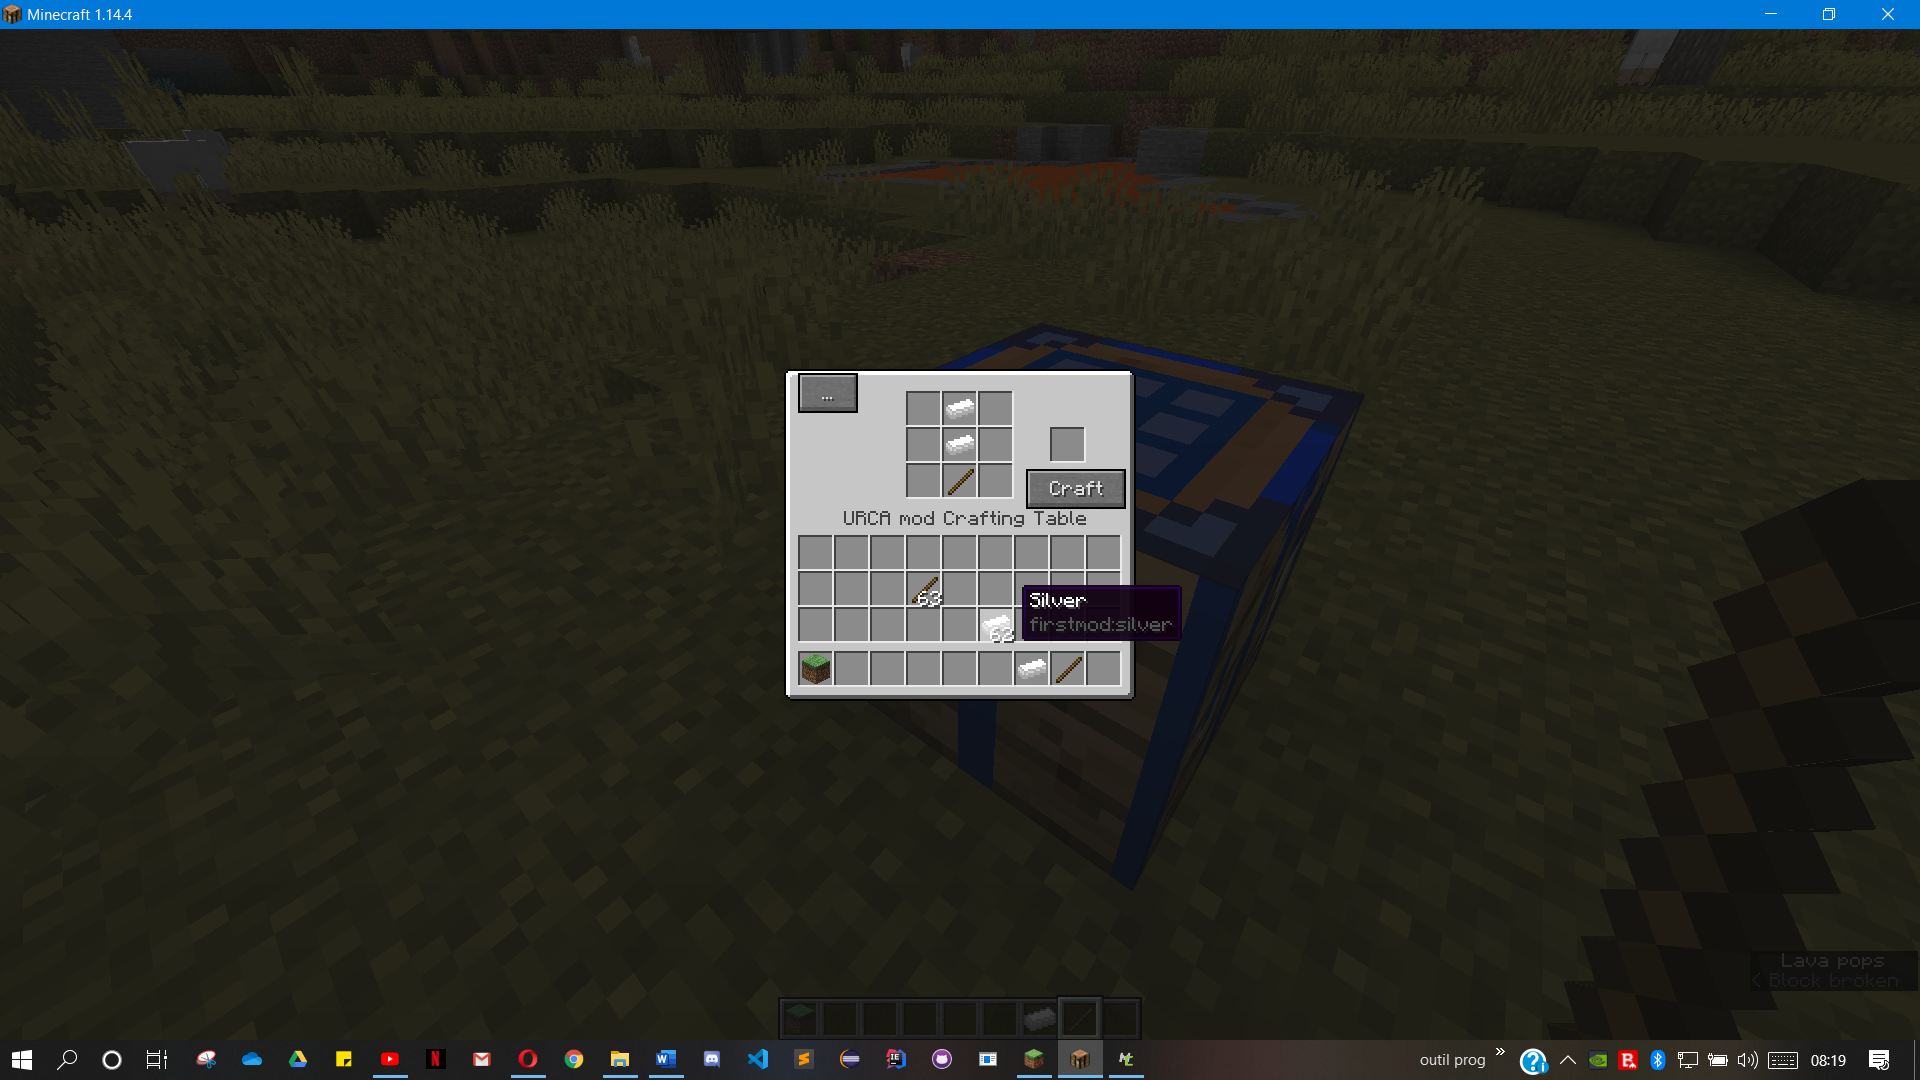 Minecraft 1.14.4
...
Craft
URCA mod Crafting Table
63
Silver
firstmod:silver
62
Lava pops
< Block broken
outil prog
08:19